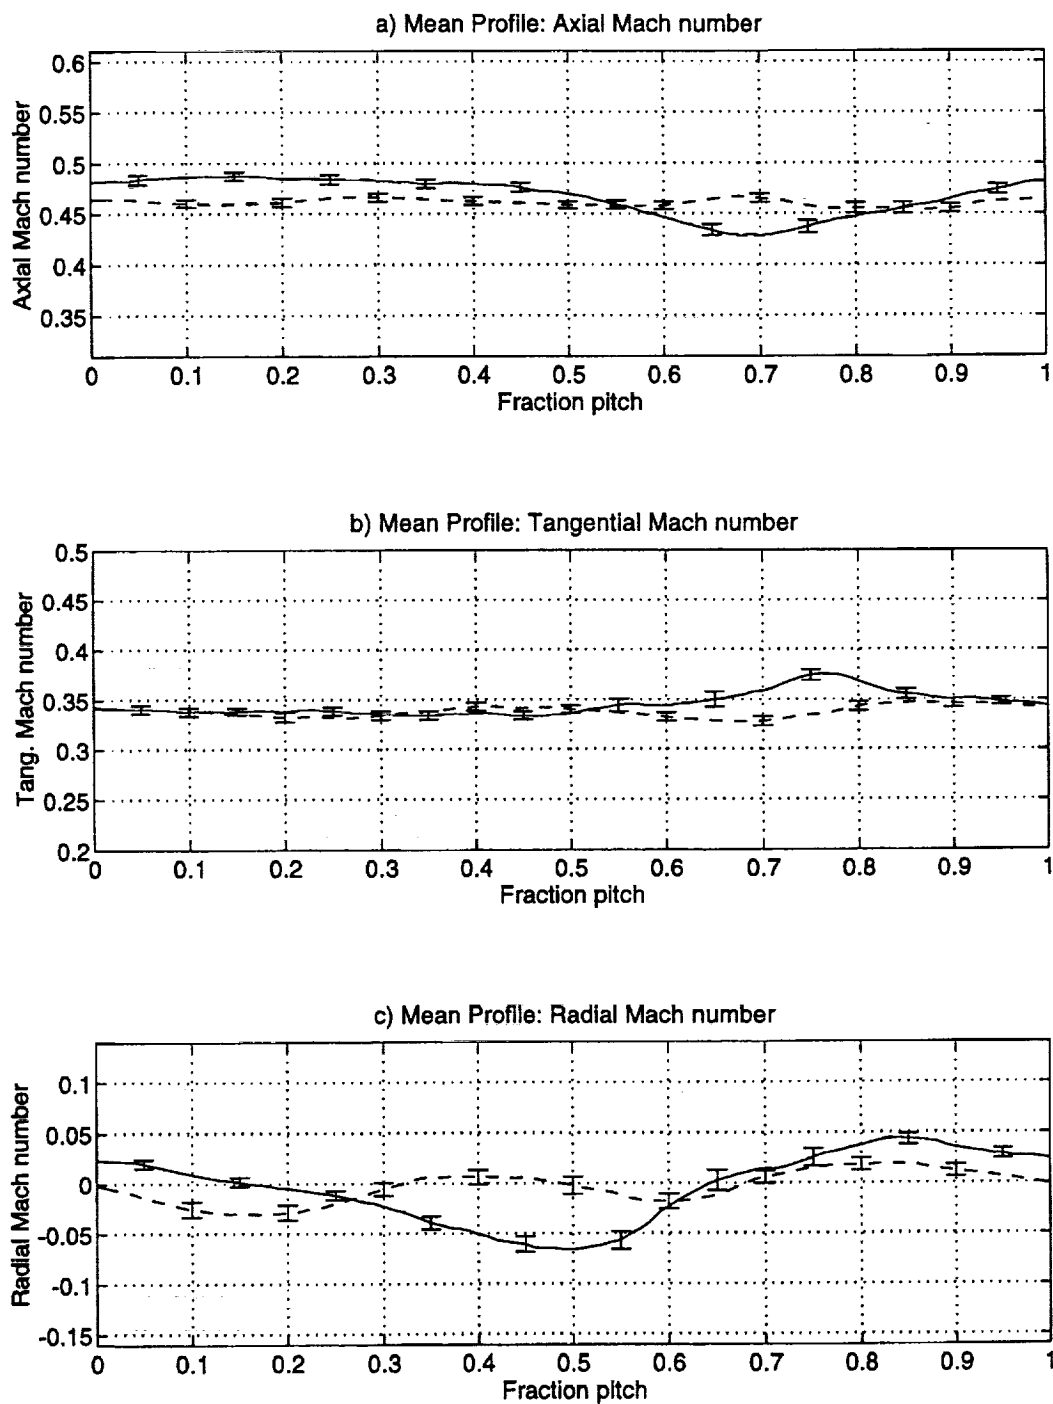 a) Mean Profile: Axial Mach number
0.6
0.55
0.5
0.45
0.4
0.35
Axial Mach number
0 0.1 0.2 0.3 0.4 0.5 0.6 0.7 0.8 0.9 1
Fraction pitch
b) Mean Profile: Tangential Mach number
0.5
0.45
0.4
0.35
0.3
0.25
0.2
Tang. Mach number
0 0.1 0.2 0.3 0.4 0.5 0.6 0.7 0.8 0.9 1
Fraction pitch
c) Mean Profile: Radial Mach number
0.1
0.05
0
-0.05
-0.1
-0.15
Radial Mach number
0 0.1 0.2 0.3 0.4 0.5 0.6 0.7 0.8 0.9 1
Fraction pitch